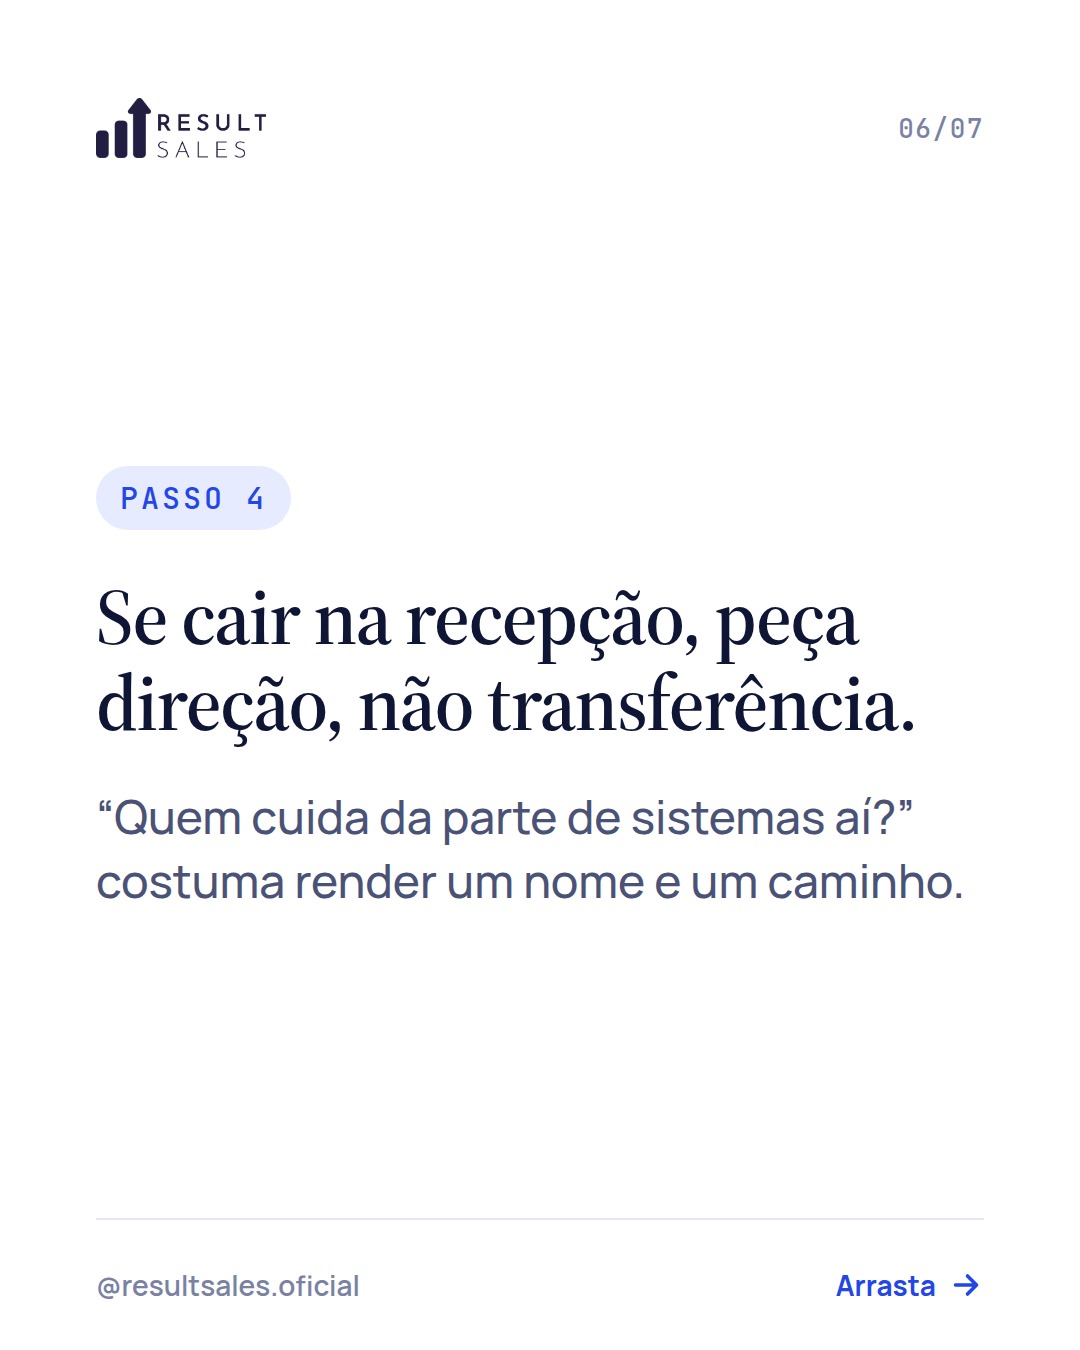 RESULT
SALES
06/07
PASSO 4
Se cair na recepção, peça
direção, não transferência.
“Quem cuida da parte de sistemas aí?”
costuma render um nome e um caminho.
@resultsales.oficial
Arrasta →